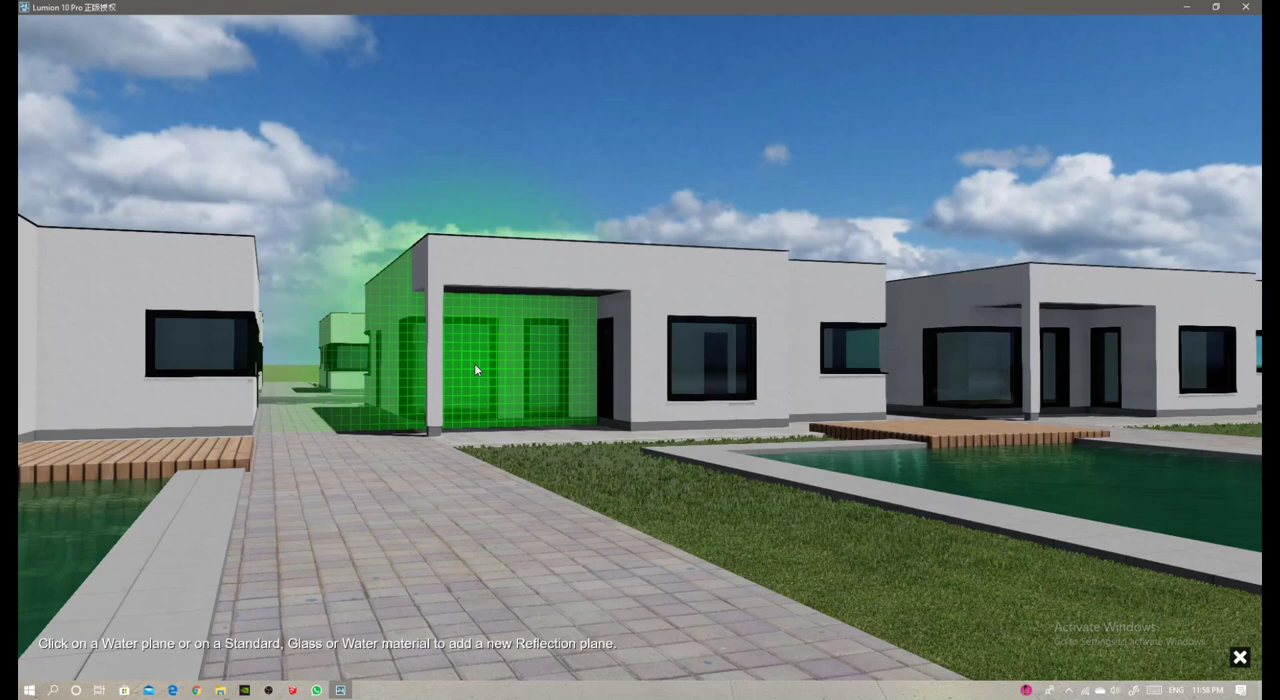 Lumion 10 Pro 正版授权
Click on a Water plane or on a Standard, Glass or Water material to add a new Reflection plane.
Activate Windows
Go to Settings to activate Windows.
ENG
11:58 PM